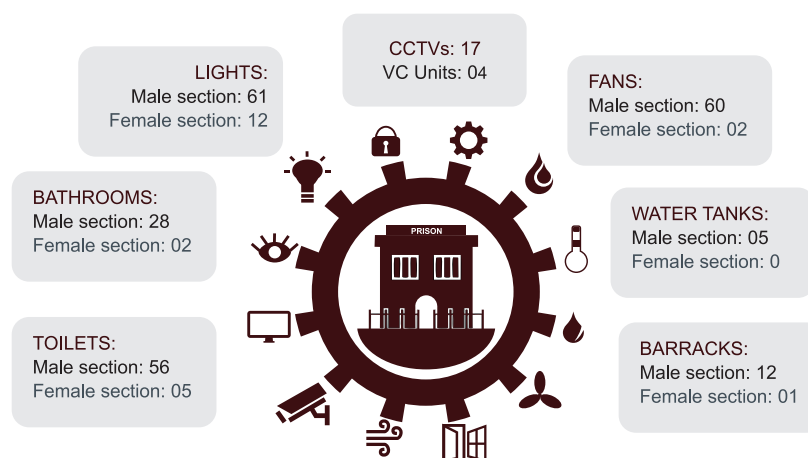 CCTVs: 17
VC Units: 04
LIGHTS:
Male section: 61
Female section: 12
FANS:
Male section: 60
Female section: 02
BATHROOMS:
Male section: 28
Female section: 02
WATER TANKS:
Male section: 05
Female section: 0
PRISON
TOILETS:
Male section: 56
Female section: 05
BARRACKS:
Male section: 12
Female section: 01